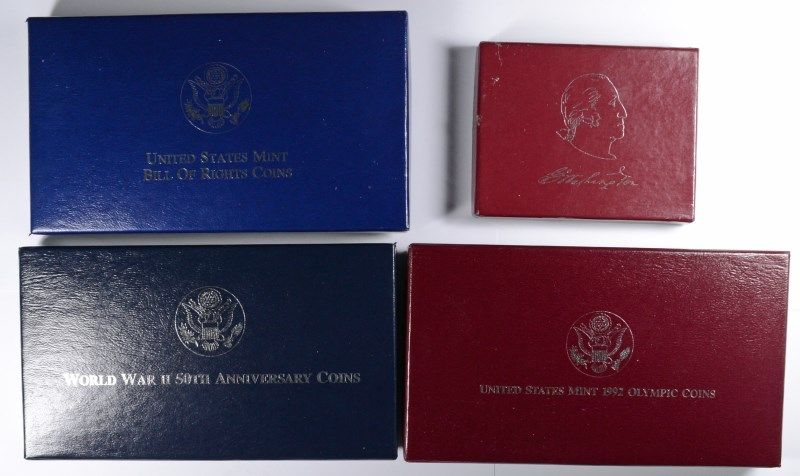 United States Mint
Bill Of Rights Coins
G Washington
World War II 50th Anniversary Coins
United States Mint 1992 Olympic Coins